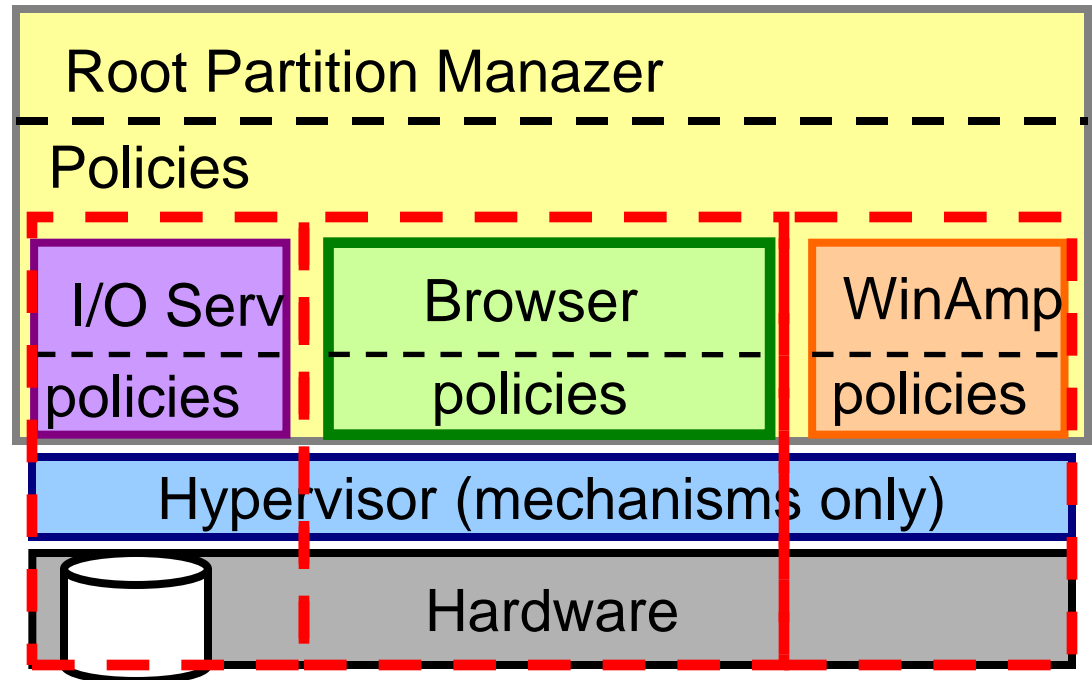 Root Partition Manazer
Policies
I/O Serv
policies
Browser
policies
WinAmp
policies
Hypervisor (mechanisms only)
Hardware